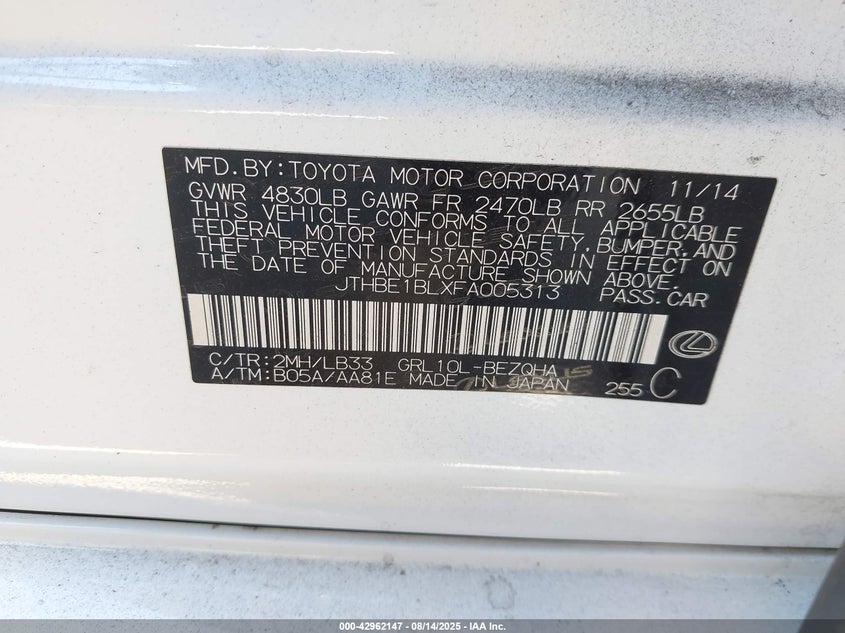 MFD.BY:TOYOTA MOTOR CORPORATION 11/14
GVWR 4830LB GAWR FR 2470LB RR 2655LB
THIS VEHICLE CONFORMS TO ALL APPLICABLE
FEDERAL MOTOR VEHICLE SAFETY,BUMPER,AND
THEFT PREVENTION STANDARDS IN EFFECT ON
THE DATE OF MANUFACTURE SHOWN ABOVE.
JTHBE1BLXFA005313 PASS.CAR
C/TR:2MH/LB33 GRL10L-BEZQHA
A/TM:B05A/AA81E MADE IN JAPAN 255 C
000-42962147 - 08/14/2025 - IAA Inc.